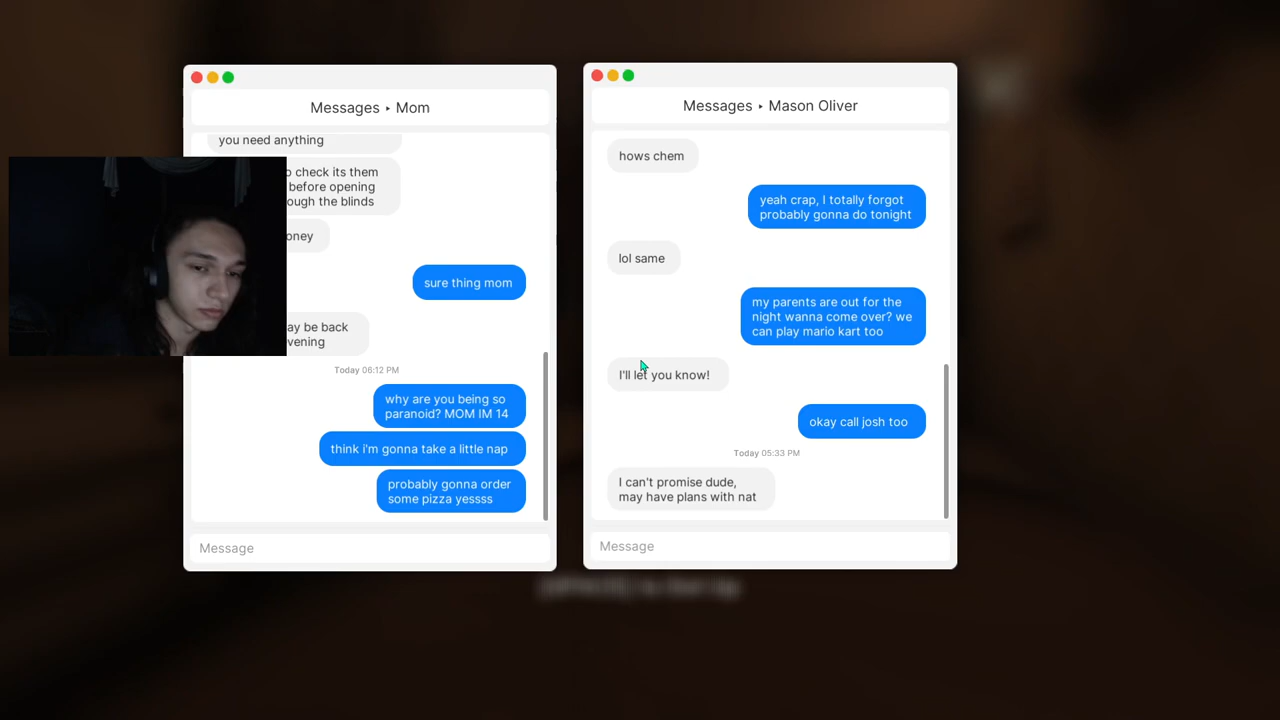 Messages ▸ Mom
you need anything
o check its them
before opening
ough the blinds
oney
sure thing mom
ay be back
vening
Today 06:12 PM
why are you being so
paranoid? MOM IM 14
think i'm gonna take a little nap
probably gonna order
some pizza yessss
Message
Messages ▸ Mason Oliver
hows chem
yeah crap, I totally forgot
probably gonna do tonight
lol same
my parents are out for the
night wanna come over? we
can play mario kart too
I'll let you know!
okay call josh too
Today 05:33 PM
I can't promise dude,
may have plans with nat
Message